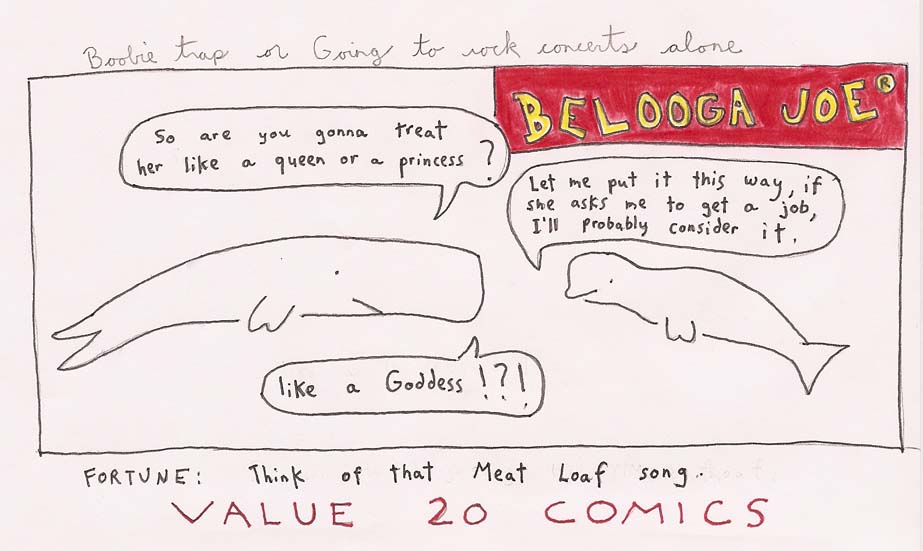 Boobie trap or Going to rock concerts alone
BELOOGA JOE®
So are you gonna treat
her like a queen or a princess?
Let me put it this way, if
she asks me to get a job,
I'll probably consider it.
like a Goddess!?!
FORTUNE: Think of that Meat Loaf song.
VALUE 20 COMICS